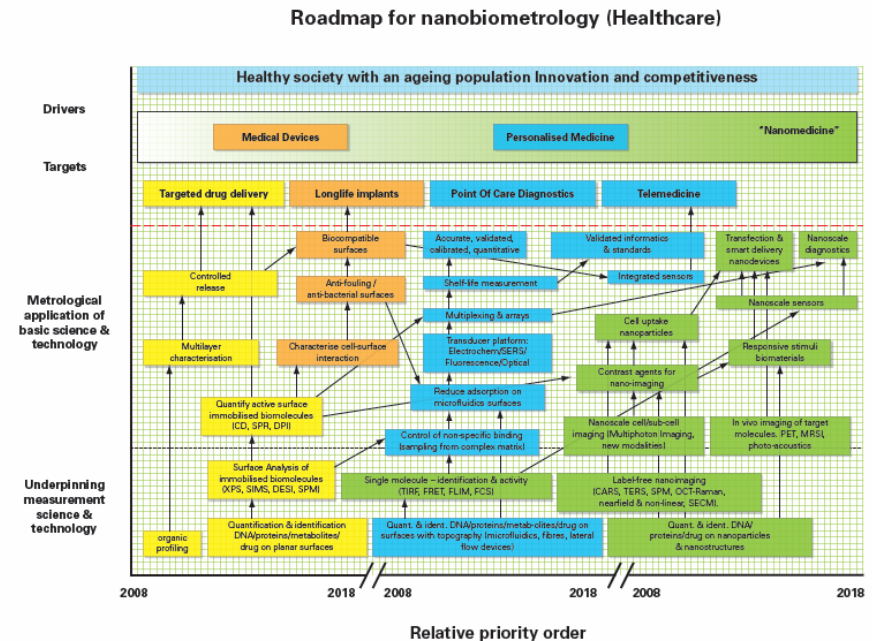 Roadmap for nanobiometrology (Healthcare)
Healthy society with an ageing population Innovation and competitiveness
Drivers
Medical Devices
Personalised Medicine
"Nanomedicine"
Targets
Targeted drug delivery
Longlife implants
Point Of Care Diagnostics
Telemedicine
Biocompatible
surfaces
Accurate, validated,
calibrated, quantitative
Validated informatics
& standards
Transfection &
smart delivery
nanodevices
Nanoscale
diagnostics
Controlled
release
Anti-fouling /
anti-bacterial surfaces
Shelf-life measurement
Integrated sensors
Nanoscale sensors
Metrological
application of
basic science &
technology
Multiplexing & arrays
Cell uptake
nanoparticles
Multilayer
characterisation
Characterise cell-surface
interaction
Transducer platform:
Electrochem/SERS/
Fluorescence/Optical
Responsive stimuli
biomaterials
Contrast agents for
nano-imaging
Quantify active surface
immobilised biomolecules
(CD, SPR, DPI)
Reduce adsorption on
microfluidics surfaces
Control of non-specific binding
(sampling from complex matrix)
Nanoscale cell/sub-cell
imaging (Multiphoton Imaging,
new modalities)
In vivo imaging of target
molecules. PET, MRSI,
photo-acoustics
Underpinning
measurement
science &
technology
Surface Analysis of
immobilised biomolecules
(XPS, SIMS, DESI, SPM)
Single molecule – identification & activity
(TIRF, FRET, FLIM, FCS)
Label-free nanoimaging
(CARS, TERS, SPM, OCT-Raman,
nearfield & non-linear, SECM).
organic
profiling
Quantification & identification
DNA/proteins/metabolites/
drug on planar surfaces
Quant. & ident. DNA/proteins/metab-olites/drug on
surfaces with topography (microfluidics, fibres, lateral
flow devices)
Quant. & ident. DNA/
proteins/drug on nanoparticles
& nanostructures
2008
2018
2008
2018
2008
2018
Relative priority order